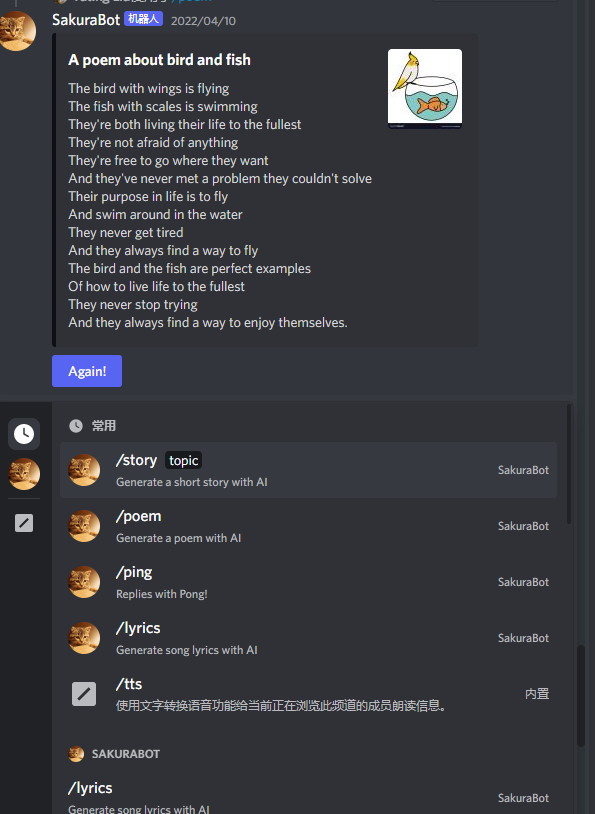 SakuraBot 机器人 2022/04/10
A poem about bird and fish
The bird with wings is flying
The fish with scales is swimming
They're both living their life to the fullest
They're not afraid of anything
They're free to go where they want
And they've never met a problem they couldn't solve
Their purpose in life is to fly
And swim around in the water
They never get tired
And they always find a way to fly
The bird and the fish are perfect examples
Of how to live life to the fullest
They never stop trying
And they always find a way to enjoy themselves.
Again!
常用
/story topic
Generate a short story with AI
SakuraBot
/poem
Generate a poem with AI
SakuraBot
/ping
Replies with Pong!
SakuraBot
/lyrics
Generate song lyrics with AI
SakuraBot
/tts
使用文字转换语音功能给当前正在浏览此频道的成员朗读信息。
内置
SAKURABOT
/lyrics
Generate song lyrics with AI
SakuraBot